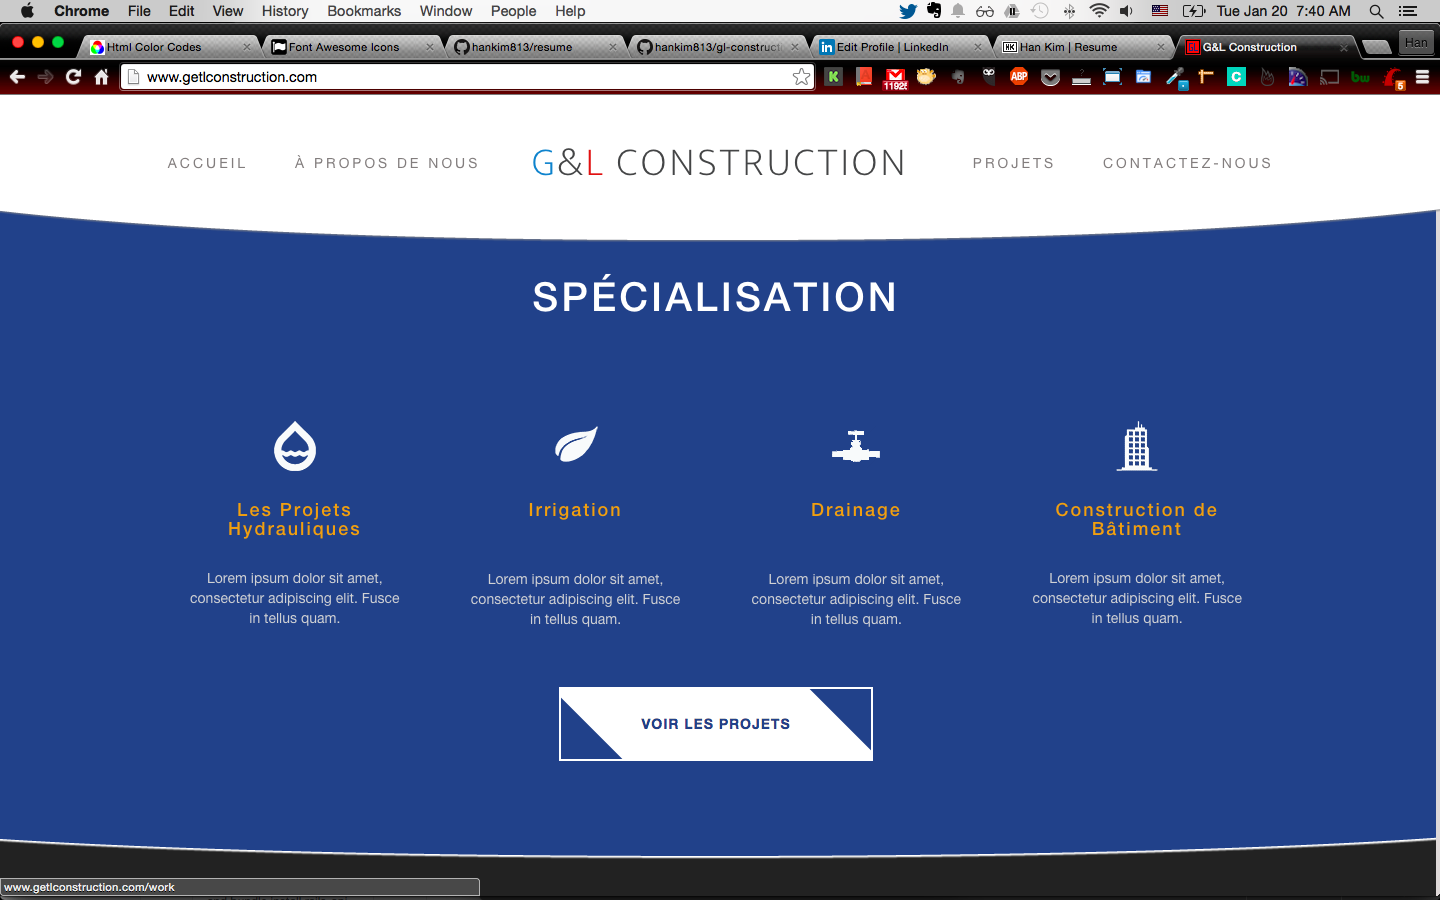 Chrome File Edit View History Bookmarks Window People Help Tue Jan 20 7:40 AM
Html Color Codes Font Awesome Icons hankim813/resume hankim813/gl-construct Edit Profile | LinkedIn HK Han Kim | Resume G&L Construction Han
www.getlconstruction.com K ABP C bw 5
ACCUEIL À PROPOS DE NOUS G&L CONSTRUCTION PROJETS CONTACTEZ-NOUS
SPÉCIALISATION
Les Projets
Hydrauliques
Irrigation
Drainage
Construction de
Bâtiment
Lorem ipsum dolor sit amet,
consectetur adipiscing elit. Fusce
in tellus quam.
Lorem ipsum dolor sit amet,
consectetur adipiscing elit. Fusce
in tellus quam.
Lorem ipsum dolor sit amet,
consectetur adipiscing elit. Fusce
in tellus quam.
Lorem ipsum dolor sit amet,
consectetur adipiscing elit. Fusce
in tellus quam.
VOIR LES PROJETS
www.getlconstruction.com/work